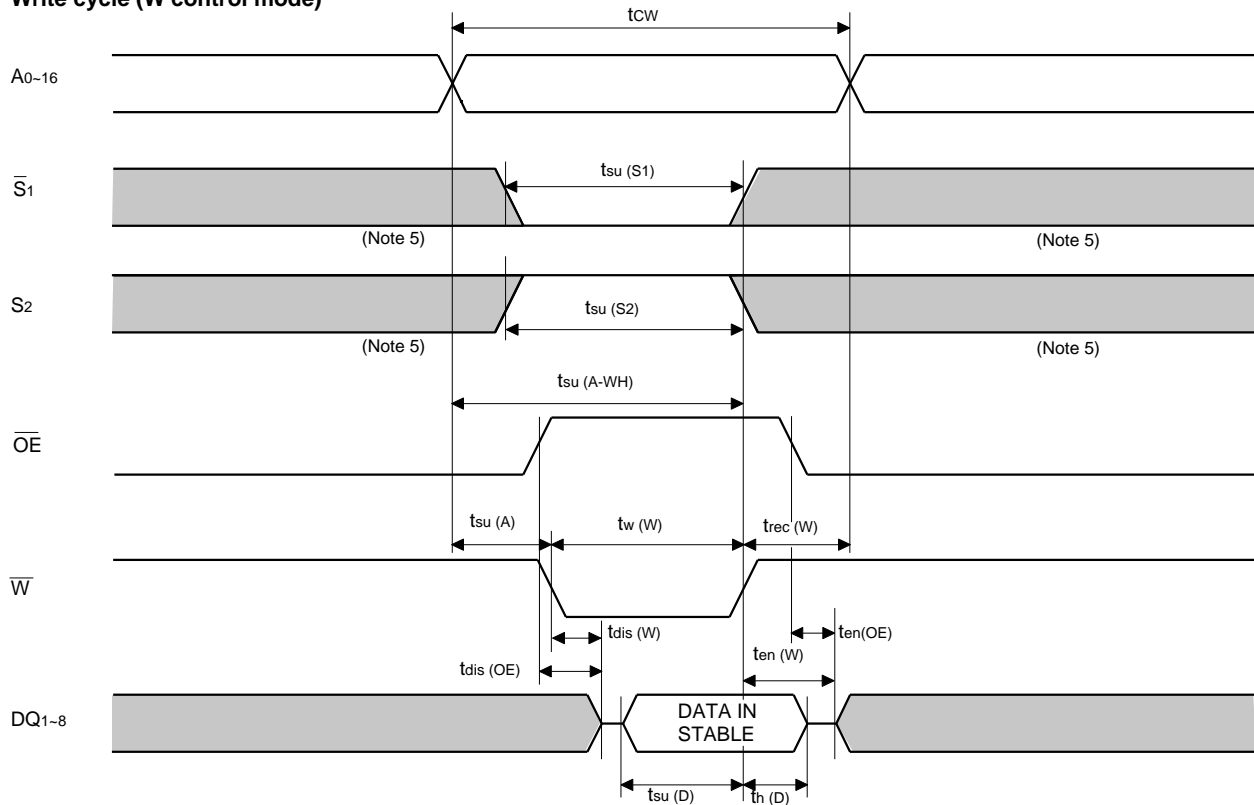 Write cycle (W control mode)
tCW
A0~16
S1
tsu (S1)
(Note 5)
(Note 5)
S2
tsu (S2)
(Note 5)
(Note 5)
tsu (A-WH)
OE
tsu (A)
tw (W)
trec (W)
W
tdis (W)
ten(OE)
tdis (OE)
ten (W)
DQ1~8
DATA IN
STABLE
tsu (D)
th (D)